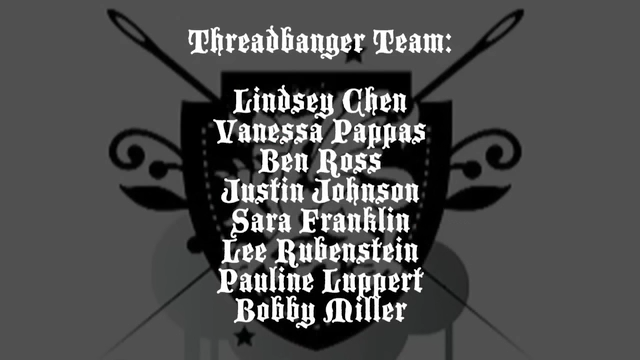 Threadbanger Team:
Lindsey Chen
Vanessa Pappas
Ben Ross
Justin Johnson
Sara Franklin
Lee Rubenstein
Pauline Luppert
Bobby Miller